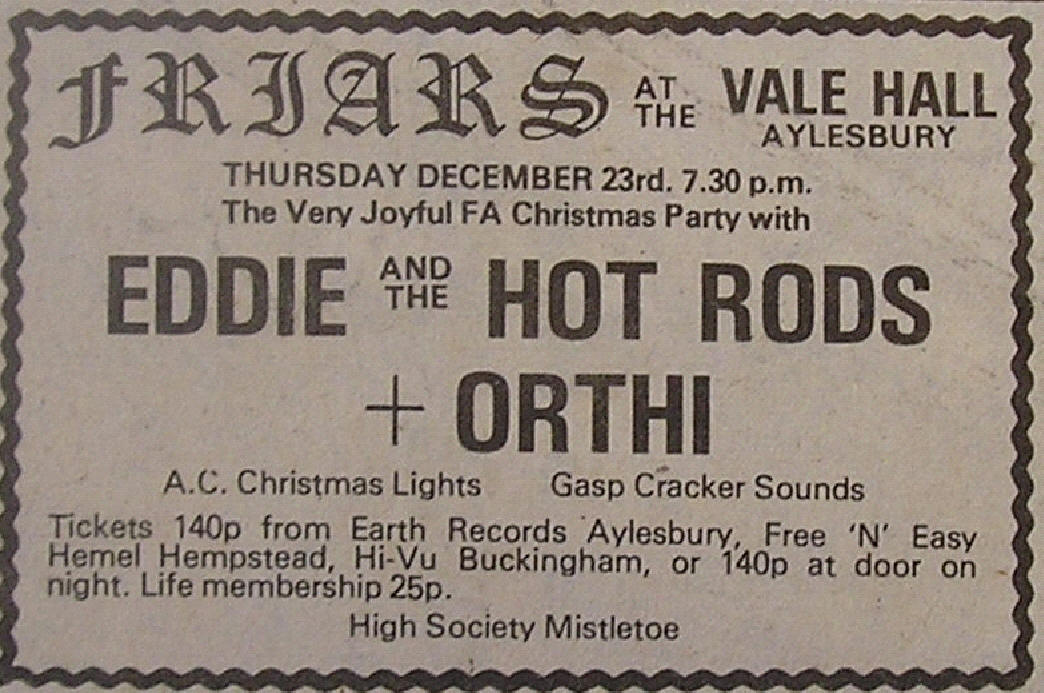 FRIARS AT THE VALE HALL
AYLESBURY
THURSDAY DECEMBER 23rd. 7.30 p.m.
The Very Joyful FA Christmas Party with
EDDIE AND THE HOT RODS
+ ORTHI
A.C. Christmas Lights Gasp Cracker Sounds
Tickets 140p from Earth Records Aylesbury, Free 'N' Easy
Hemel Hempstead, Hi-Vu Buckingham, or 140p at door on
night. Life membership 25p.
High Society Mistletoe